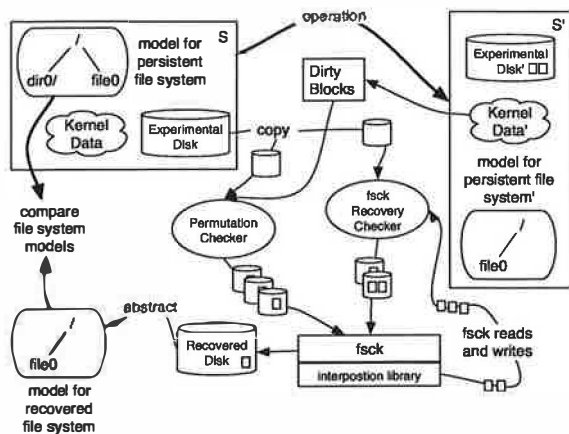 S
/
dir0/
file0
model for
persistent
file system
Kernel
Data
Experimental
Disk
operation
Dirty
Blocks
copy
S'
Experimental
Disk'
Kernel
Data'
model for
persistent file
system'
/
file0
compare
file system
models
Permutation
Checker
fsck
Recovery
Checker
abstract
/
file0
model for
recovered
file system
Recovered
Disk
fsck
interpostion library
fsck reads
and writes